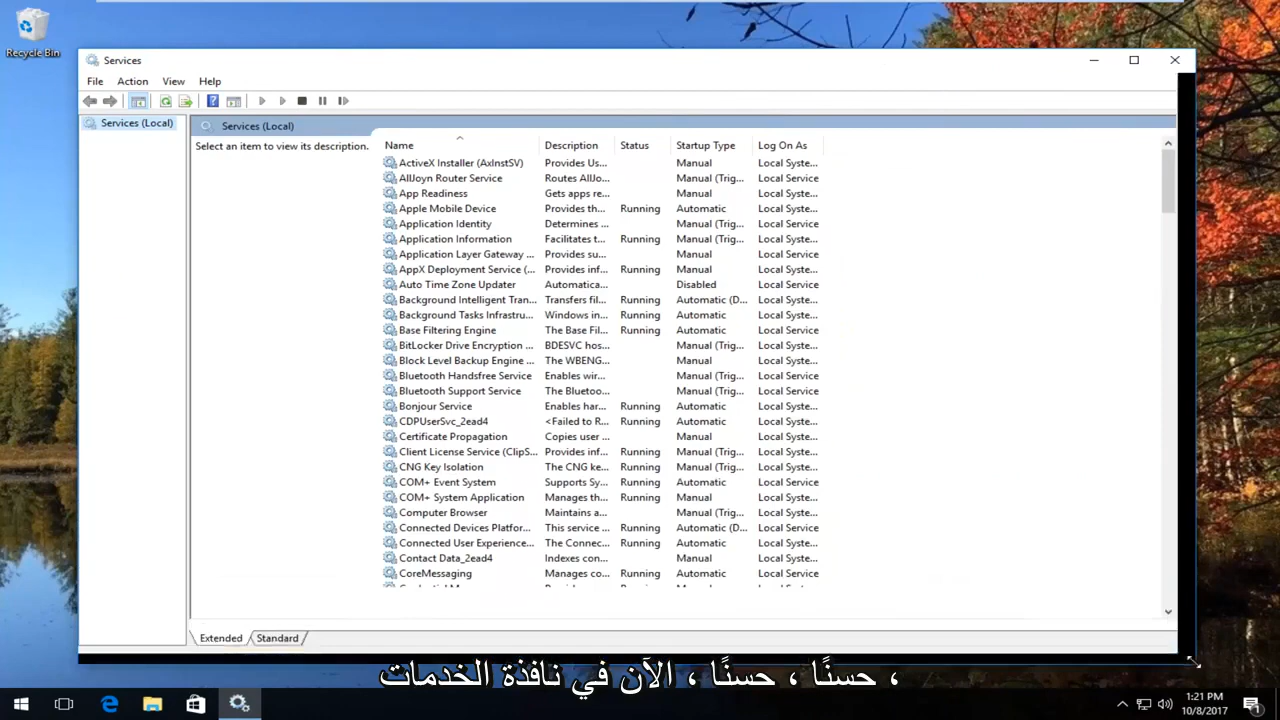 Recycle Bin
Services
File Action View Help
Services (Local)
Services (Local)
Select an item to view its description.
Name Description Status Startup Type Log On As
ActiveX Installer (AxInstSV) Provides Us... Manual Local Syste...
AllJoyn Router Service Routes AllJo... Manual (Trig... Local Service
App Readiness Gets apps re... Manual Local Syste...
Apple Mobile Device Provides th... Running Automatic Local Syste...
Application Identity Determines ... Manual (Trig... Local Service
Application Information Facilitates t... Running Manual (Trig... Local Syste...
Application Layer Gateway ... Provides su... Manual Local Service
AppX Deployment Service (... Provides inf... Running Manual Local Syste...
Auto Time Zone Updater Automatica... Disabled Local Service
Background Intelligent Tran... Transfers fil... Running Automatic (D... Local Syste...
Background Tasks Infrastru... Windows in... Running Automatic Local Syste...
Base Filtering Engine The Base Fil... Running Automatic Local Service
BitLocker Drive Encryption ... BDESVC hos... Manual (Trig... Local Syste...
Block Level Backup Engine ... The WBENG... Manual Local Syste...
Bluetooth Handsfree Service Enables wir... Manual (Trig... Local Service
Bluetooth Support Service The Bluetoo... Manual (Trig... Local Service
Bonjour Service Enables har... Running Automatic Local Syste...
CDPUserSvc_2ead4 <Failed to R... Running Automatic Local Syste...
Certificate Propagation Copies user ... Manual Local Syste...
Client License Service (ClipS... Provides inf... Running Manual (Trig... Local Syste...
CNG Key Isolation The CNG ke... Running Manual (Trig... Local Syste...
COM+ Event System Supports Sy... Running Automatic Local Service
COM+ System Application Manages th... Running Manual Local Syste...
Computer Browser Maintains a... Manual (Trig... Local Syste...
Connected Devices Platfor... This service ... Running Automatic (D... Local Service
Connected User Experience... The Connec... Running Automatic Local Syste...
Contact Data_2ead4 Indexes con... Manual Local Syste...
CoreMessaging Manages co... Running Automatic Local Service
Extended Standard
، حسنًا ، حسنًا ، الآن في نافذة الخدمات
1:21 PM
10/8/2017
1